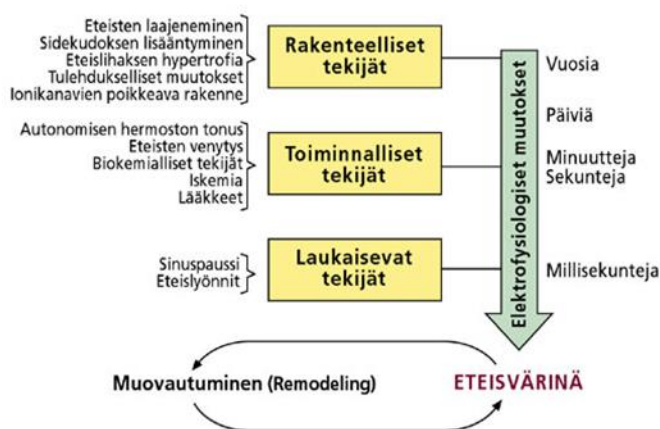 Eteisten laajeneminen
Sidekudoksen lisääntyminen
Eteislihaksen hypertrofia
Tulehdukselliset muutokset
Ionikanavien poikkeava rakenne
Rakenteelliset
tekijät
Vuosia
Päiviä
Autonomisen hermoston tonus
Eteisten venytys
Biokemialliset tekijät
Iskemia
Lääkkeet
Toiminnalliset
tekijät
Minuutteja
Sekunteja
Sinuspaussi
Eteislyönnit
Laukaisevat
tekijät
Millisekunteja
Elektrofysiologiset muutokset
Muovautuminen (Remodeling)
ETEISVÄRINÄ